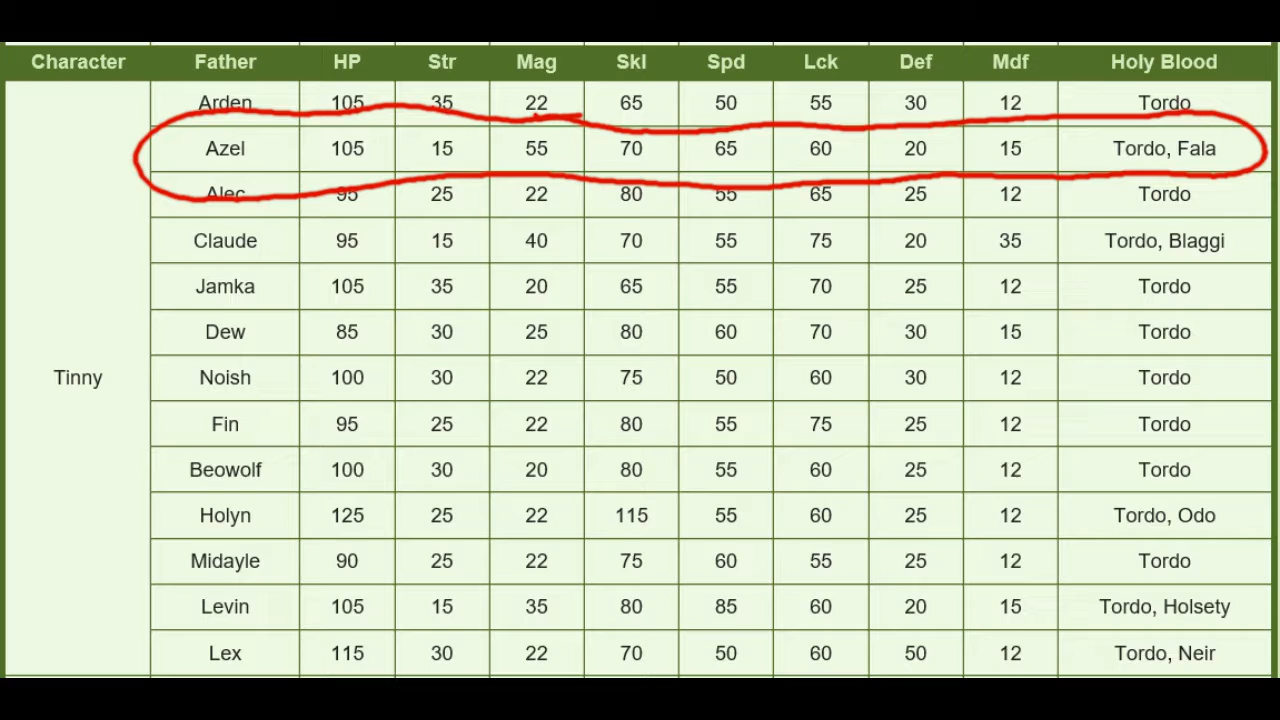 Character Father HP Str Mag Skl Spd Lck Def Mdf Holy Blood
Arden 105 35 22 65 50 55 30 12 Tordo
Azel 105 15 55 70 65 60 20 15 Tordo, Fala
Alec 95 25 22 80 55 65 25 12 Tordo
Claude 95 15 40 70 55 75 20 35 Tordo, Blaggi
Jamka 105 35 20 65 55 70 25 12 Tordo
Dew 85 30 25 80 60 70 30 15 Tordo
Tinny Noish 100 30 22 75 50 60 30 12 Tordo
Fin 95 25 22 80 55 75 25 12 Tordo
Beowolf 100 30 20 80 55 60 25 12 Tordo
Holyn 125 25 22 115 55 60 25 12 Tordo, Odo
Midayle 90 25 22 75 60 55 25 12 Tordo
Levin 105 15 35 80 85 60 20 15 Tordo, Holsety
Lex 115 30 22 70 50 60 50 12 Tordo, Neir